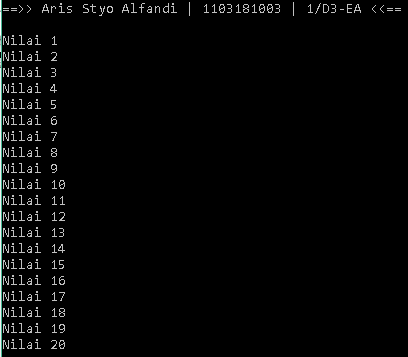 ==>> Aris Styo Alfandi | 1103181003 | 1/D3-EA <<==
Nilai 1
Nilai 2
Nilai 3
Nilai 4
Nilai 5
Nilai 6
Nilai 7
Nilai 8
Nilai 9
Nilai 10
Nilai 11
Nilai 12
Nilai 13
Nilai 14
Nilai 15
Nilai 16
Nilai 17
Nilai 18
Nilai 19
Nilai 20